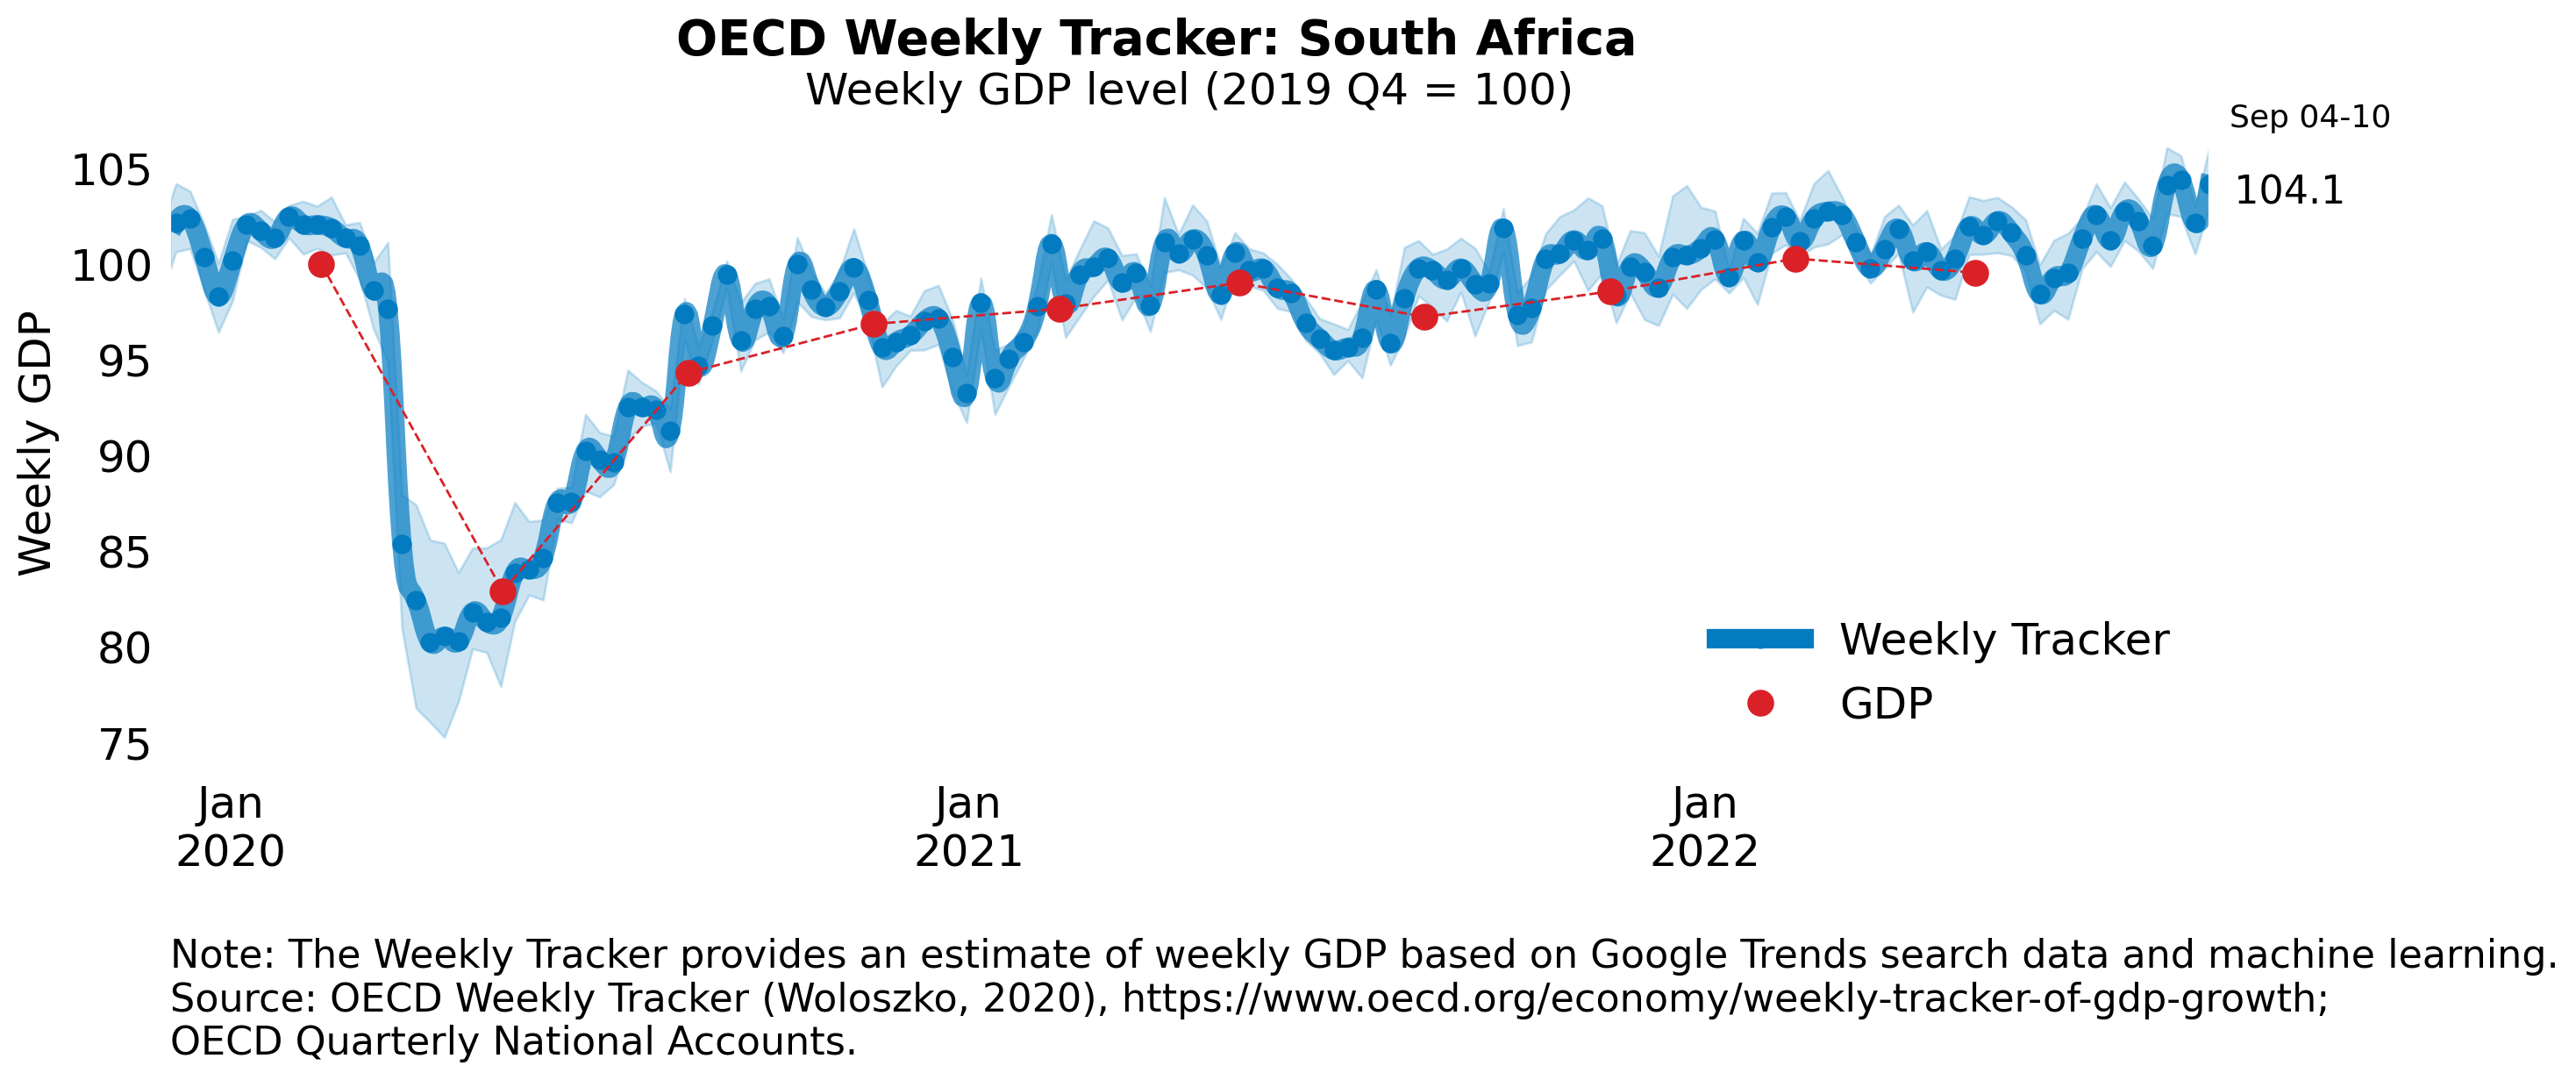 OECD Weekly Tracker: South Africa
Weekly GDP level (2019 Q4 = 100)
Sep 04-10
104.1
Weekly GDP
105
100
95
90
85
80
75
Weekly Tracker
GDP
Jan
2020
Jan
2021
Jan
2022
Note: The Weekly Tracker provides an estimate of weekly GDP based on Google Trends search data and machine learning.
Source: OECD Weekly Tracker (Woloszko, 2020), https://www.oecd.org/economy/weekly-tracker-of-gdp-growth;
OECD Quarterly National Accounts.